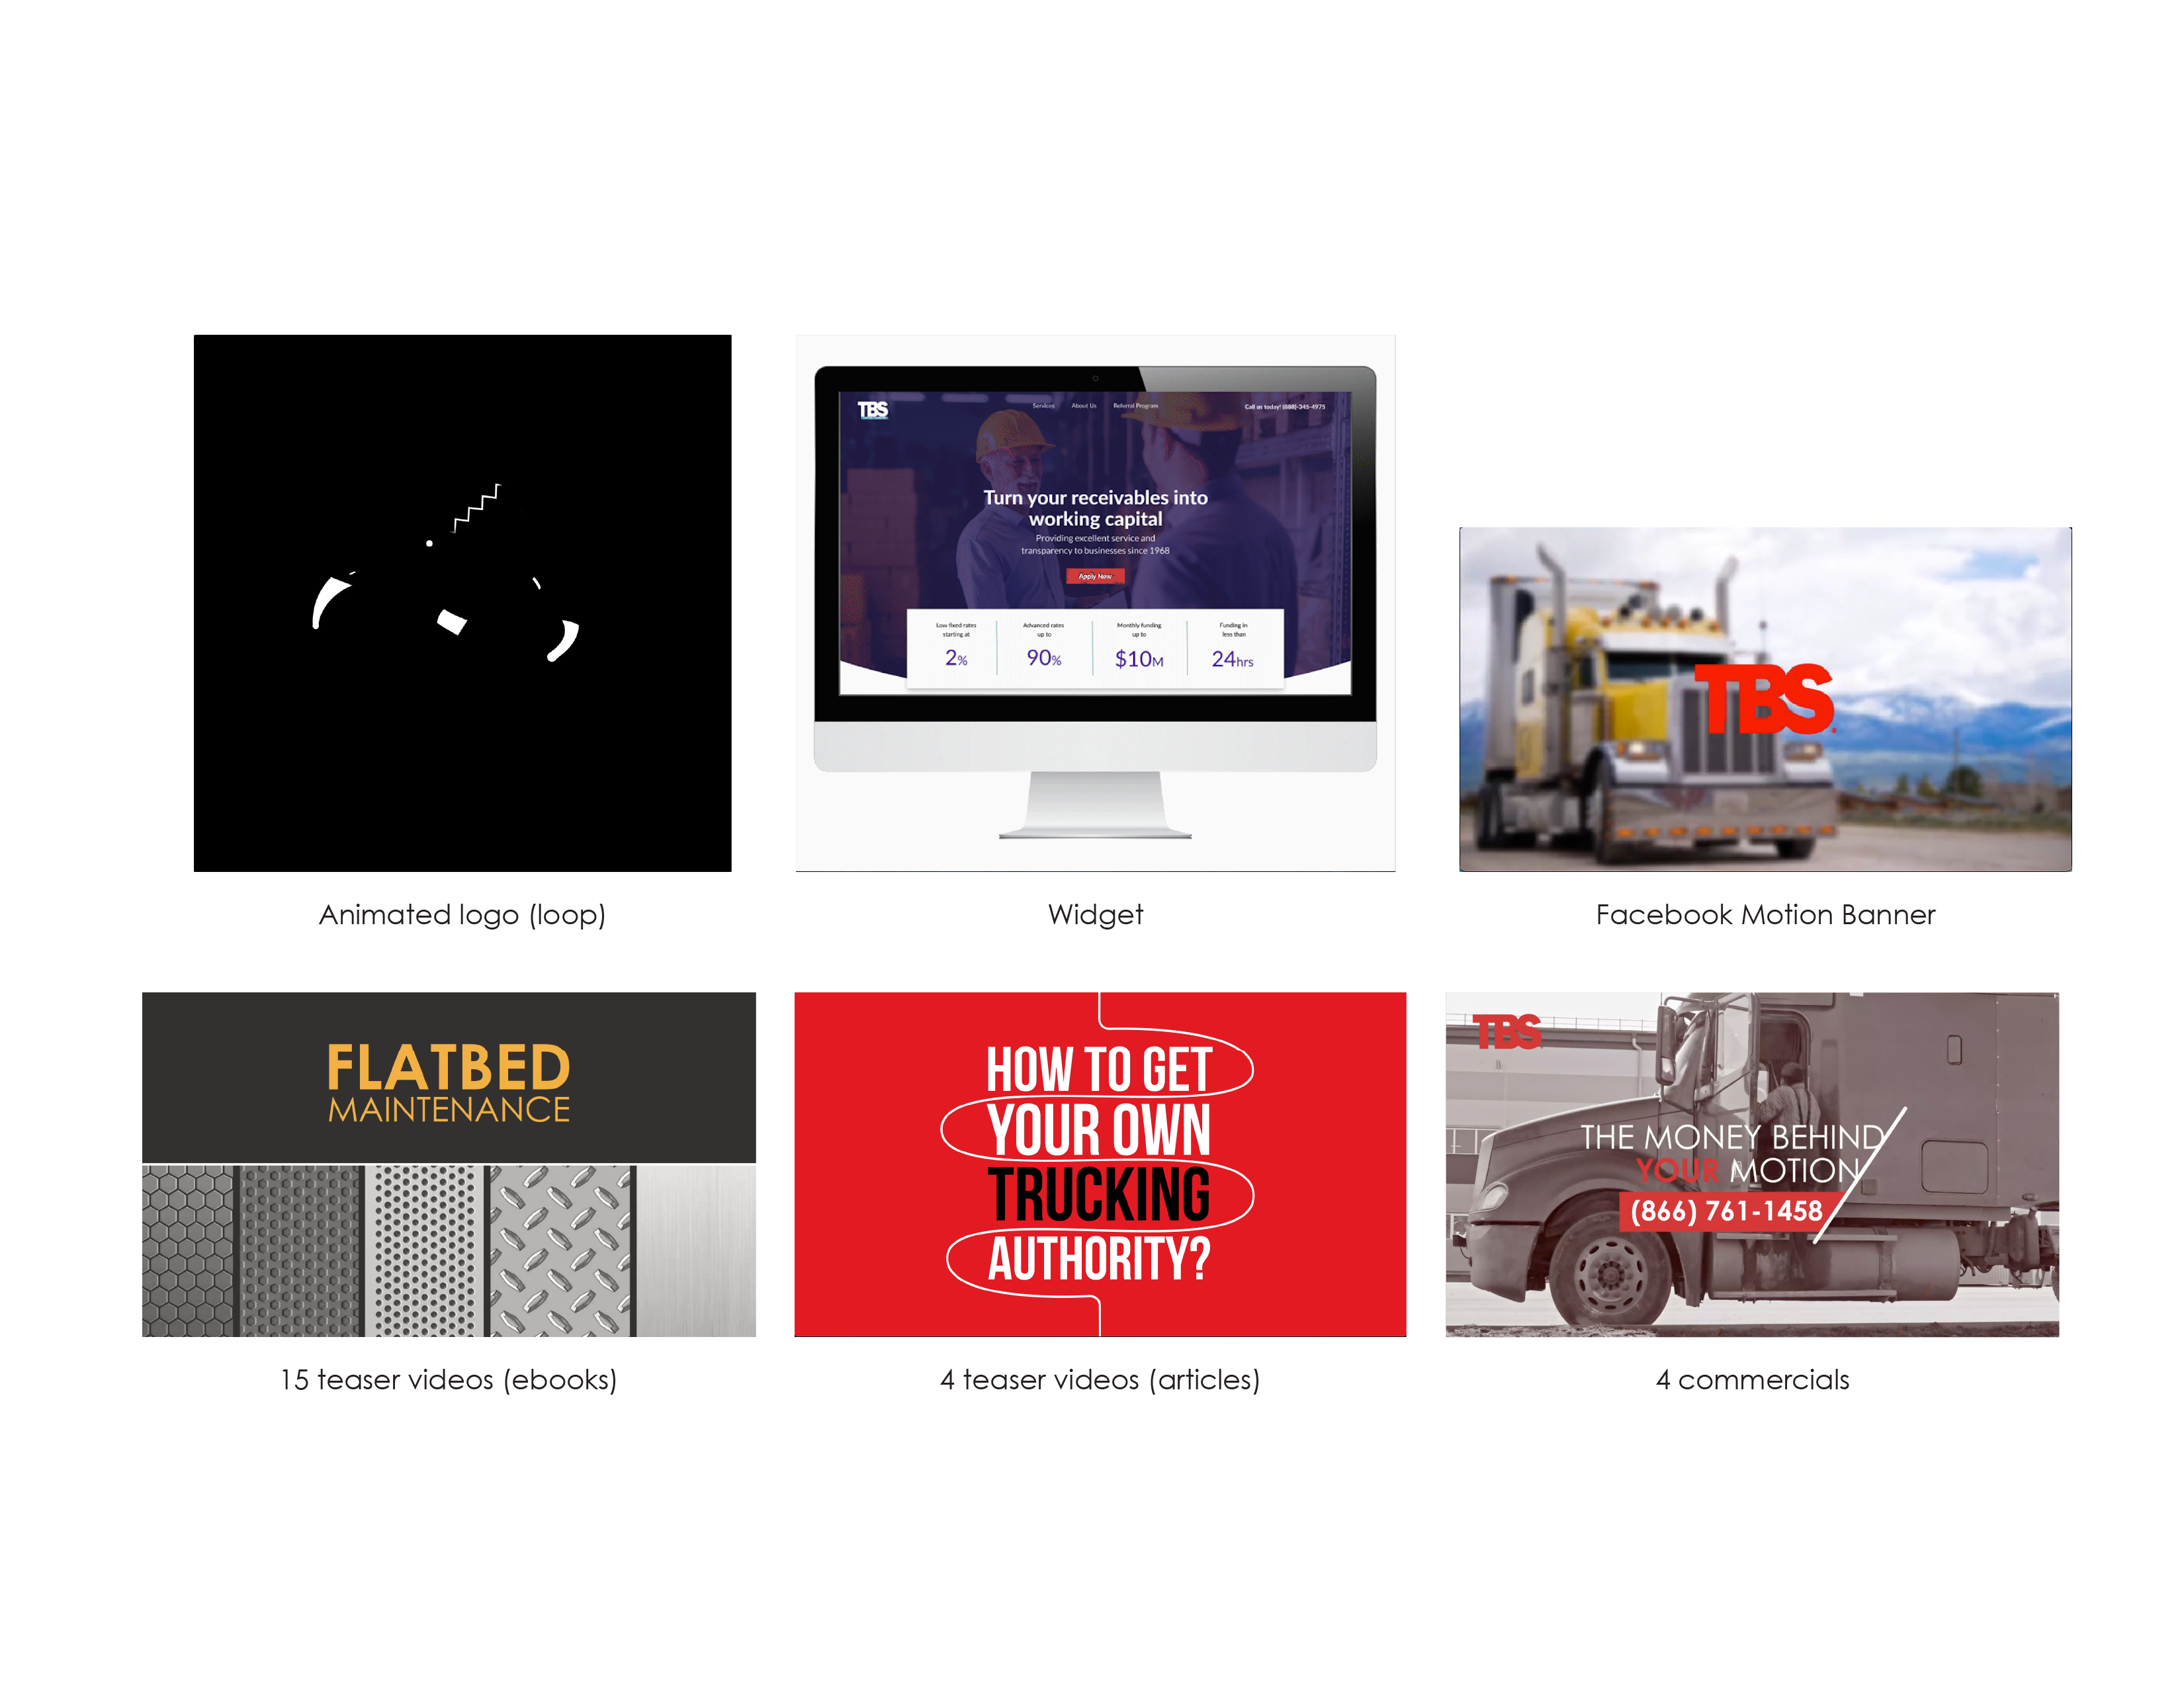 TBS
Services About Us Referral Program
Call us today! (888)-345-4975
Turn your receivables into
working capital
Providing excellent service and
transparency to businesses since 1968
Apply Now
Low fixed rates
starting at
2%
Advanced rates
up to
90%
Monthly funding
up to
$10M
Funding in
less than
24hrs
TBS
Animated logo (loop)
Widget
Facebook Motion Banner
FLATBED
MAINTENANCE
HOW TO GET
YOUR OWN
TRUCKING
AUTHORITY?
TBS
THE MONEY BEHIND
YOUR MOTION
(866) 761-1458
15 teaser videos (ebooks)
4 teaser videos (articles)
4 commercials